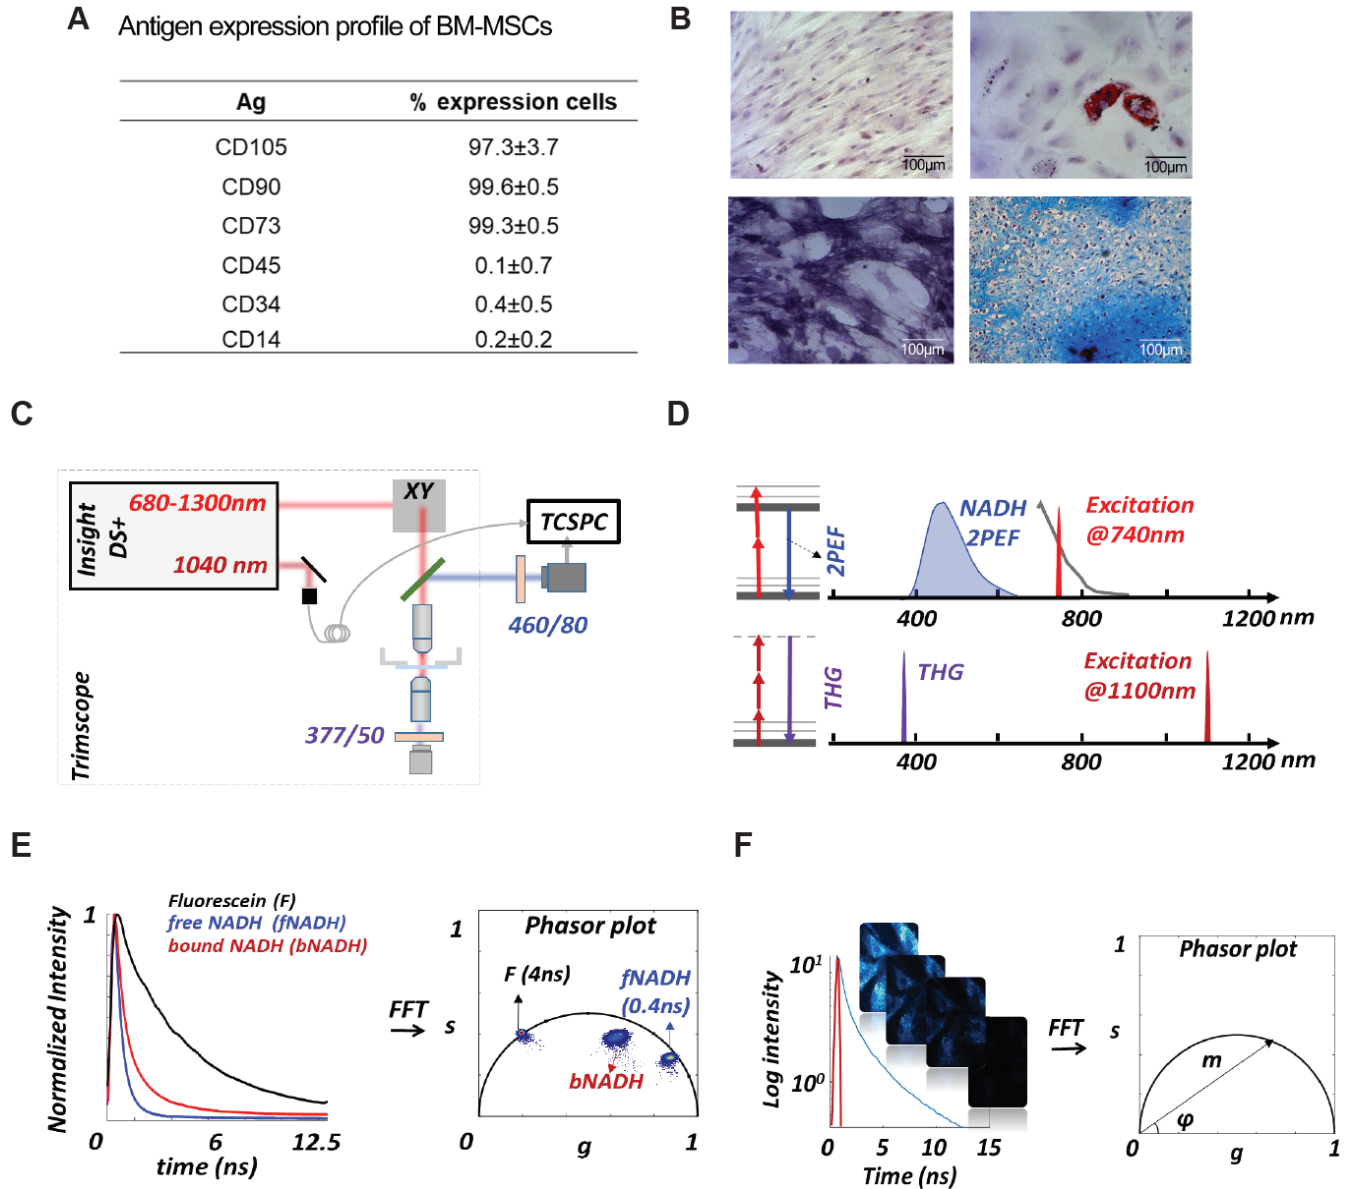 A
Antigen expression profile of BM-MSCs
Ag % expression cells
CD105 97.3±3.7
CD90 99.6±0.5
CD73 99.3±0.5
CD45 0.1±0.7
CD34 0.4±0.5
CD14 0.2±0.2
B
100µm
100µm
100µm
100µm
C
Insight
DS+
680-1300nm
1040 nm
XY
TCSPC
460/80
377/50
Trimscope
D
2PEF
NADH
2PEF
Excitation
@740nm
400 800 1200 nm
THG
THG
Excitation
@1100nm
400 800 1200 nm
E
Normalized Intensity
1
Fluorescein (F)
free NADH (fNADH)
bound NADH (bNADH)
0 6 12.5
time (ns)
FFT
Phasor plot
1
s
F (4ns)
fNADH
(0.4ns)
bNADH
0 g 1
F
Log intensity
10¹
10⁰
0 5 10 15
Time (ns)
FFT
Phasor plot
1
s
m
φ
0 g 1